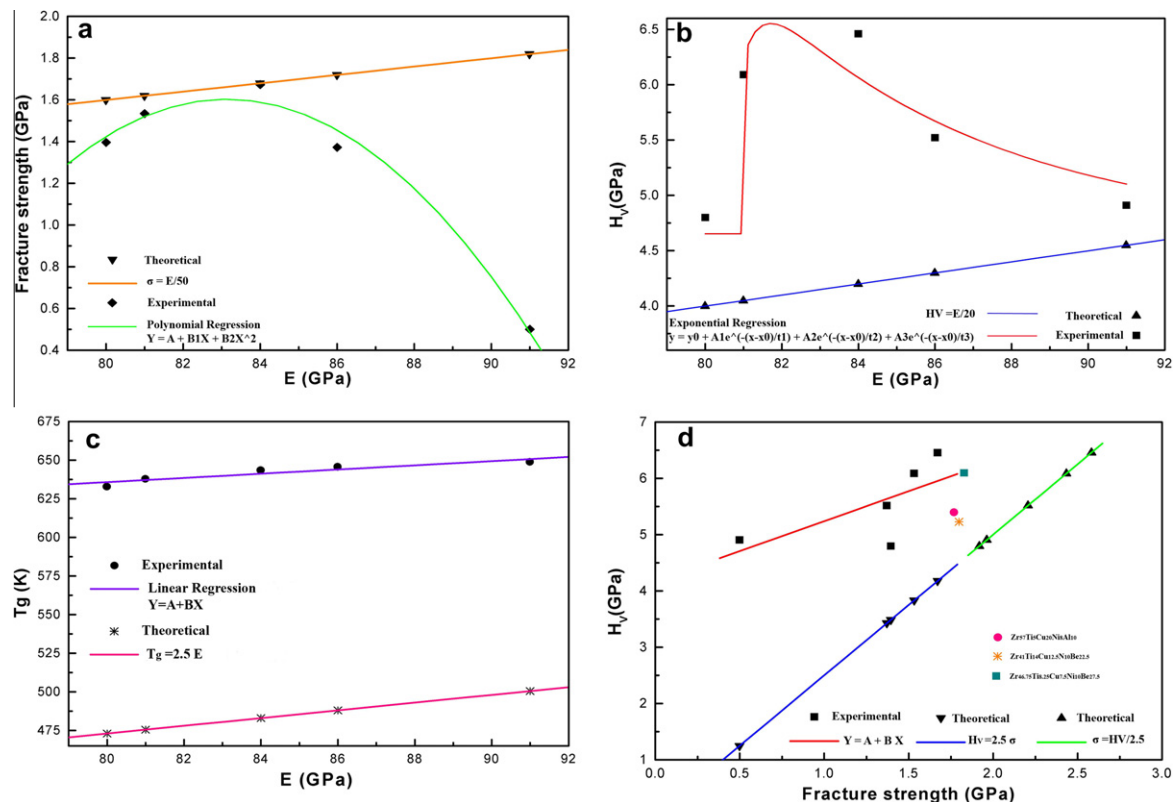 a
Fracture strength (GPa)
2.0
1.8
1.6
1.4
1.2
1.0
0.8
0.6
0.4
Theoretical
σ = E/50
Experimental
Polynomial Regression
Y = A + B1X + B2X^2
80 82 84 86 88 90 92
E (GPa)
b
HV(GPa)
6.5
6.0
5.5
5.0
4.5
4.0
HV =E/20 Theoretical
Exponential Regression
y = y0 + A1e^(-(x-x0)/t1) + A2e^(-(x-x0)/t2) + A3e^(-(x-x0)/t3) Experimental
80 82 84 86 88 90 92
E (GPa)
c
Tg (K)
675
650
625
600
575
550
525
500
475
Experimental
Linear Regression
Y=A+BX
Theoretical
Tg =2.5 E
80 82 84 86 88 90 92
E (GPa)
d
HV(GPa)
7
6
5
4
3
2
1
Zr41Ti14Cu12.5Ni10Be22.5
Experimental Theoretical Theoretical
Y = A + B X Hv =2.5 σ σ =HV/2.5
0.0 0.5 1.0 1.5 2.0 2.5 3.0
Fracture strength (GPa)